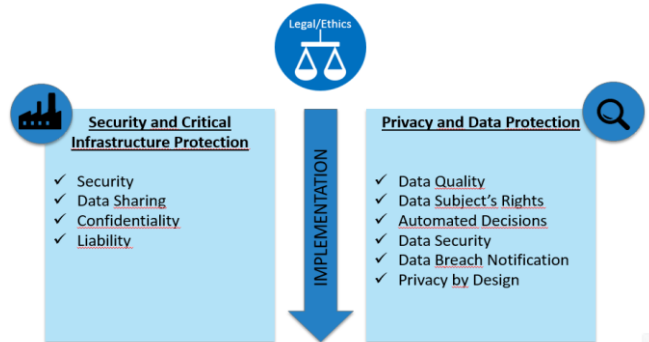 Legal/Ethics
Security and Critical
Infrastructure Protection
✓ Security
✓ Data Sharing
✓ Confidentiality
✓ Liability
IMPLEMENTATION
Privacy and Data Protection
✓ Data Quality
✓ Data Subject's Rights
✓ Automated Decisions
✓ Data Security
✓ Data Breach Notification
✓ Privacy by Design